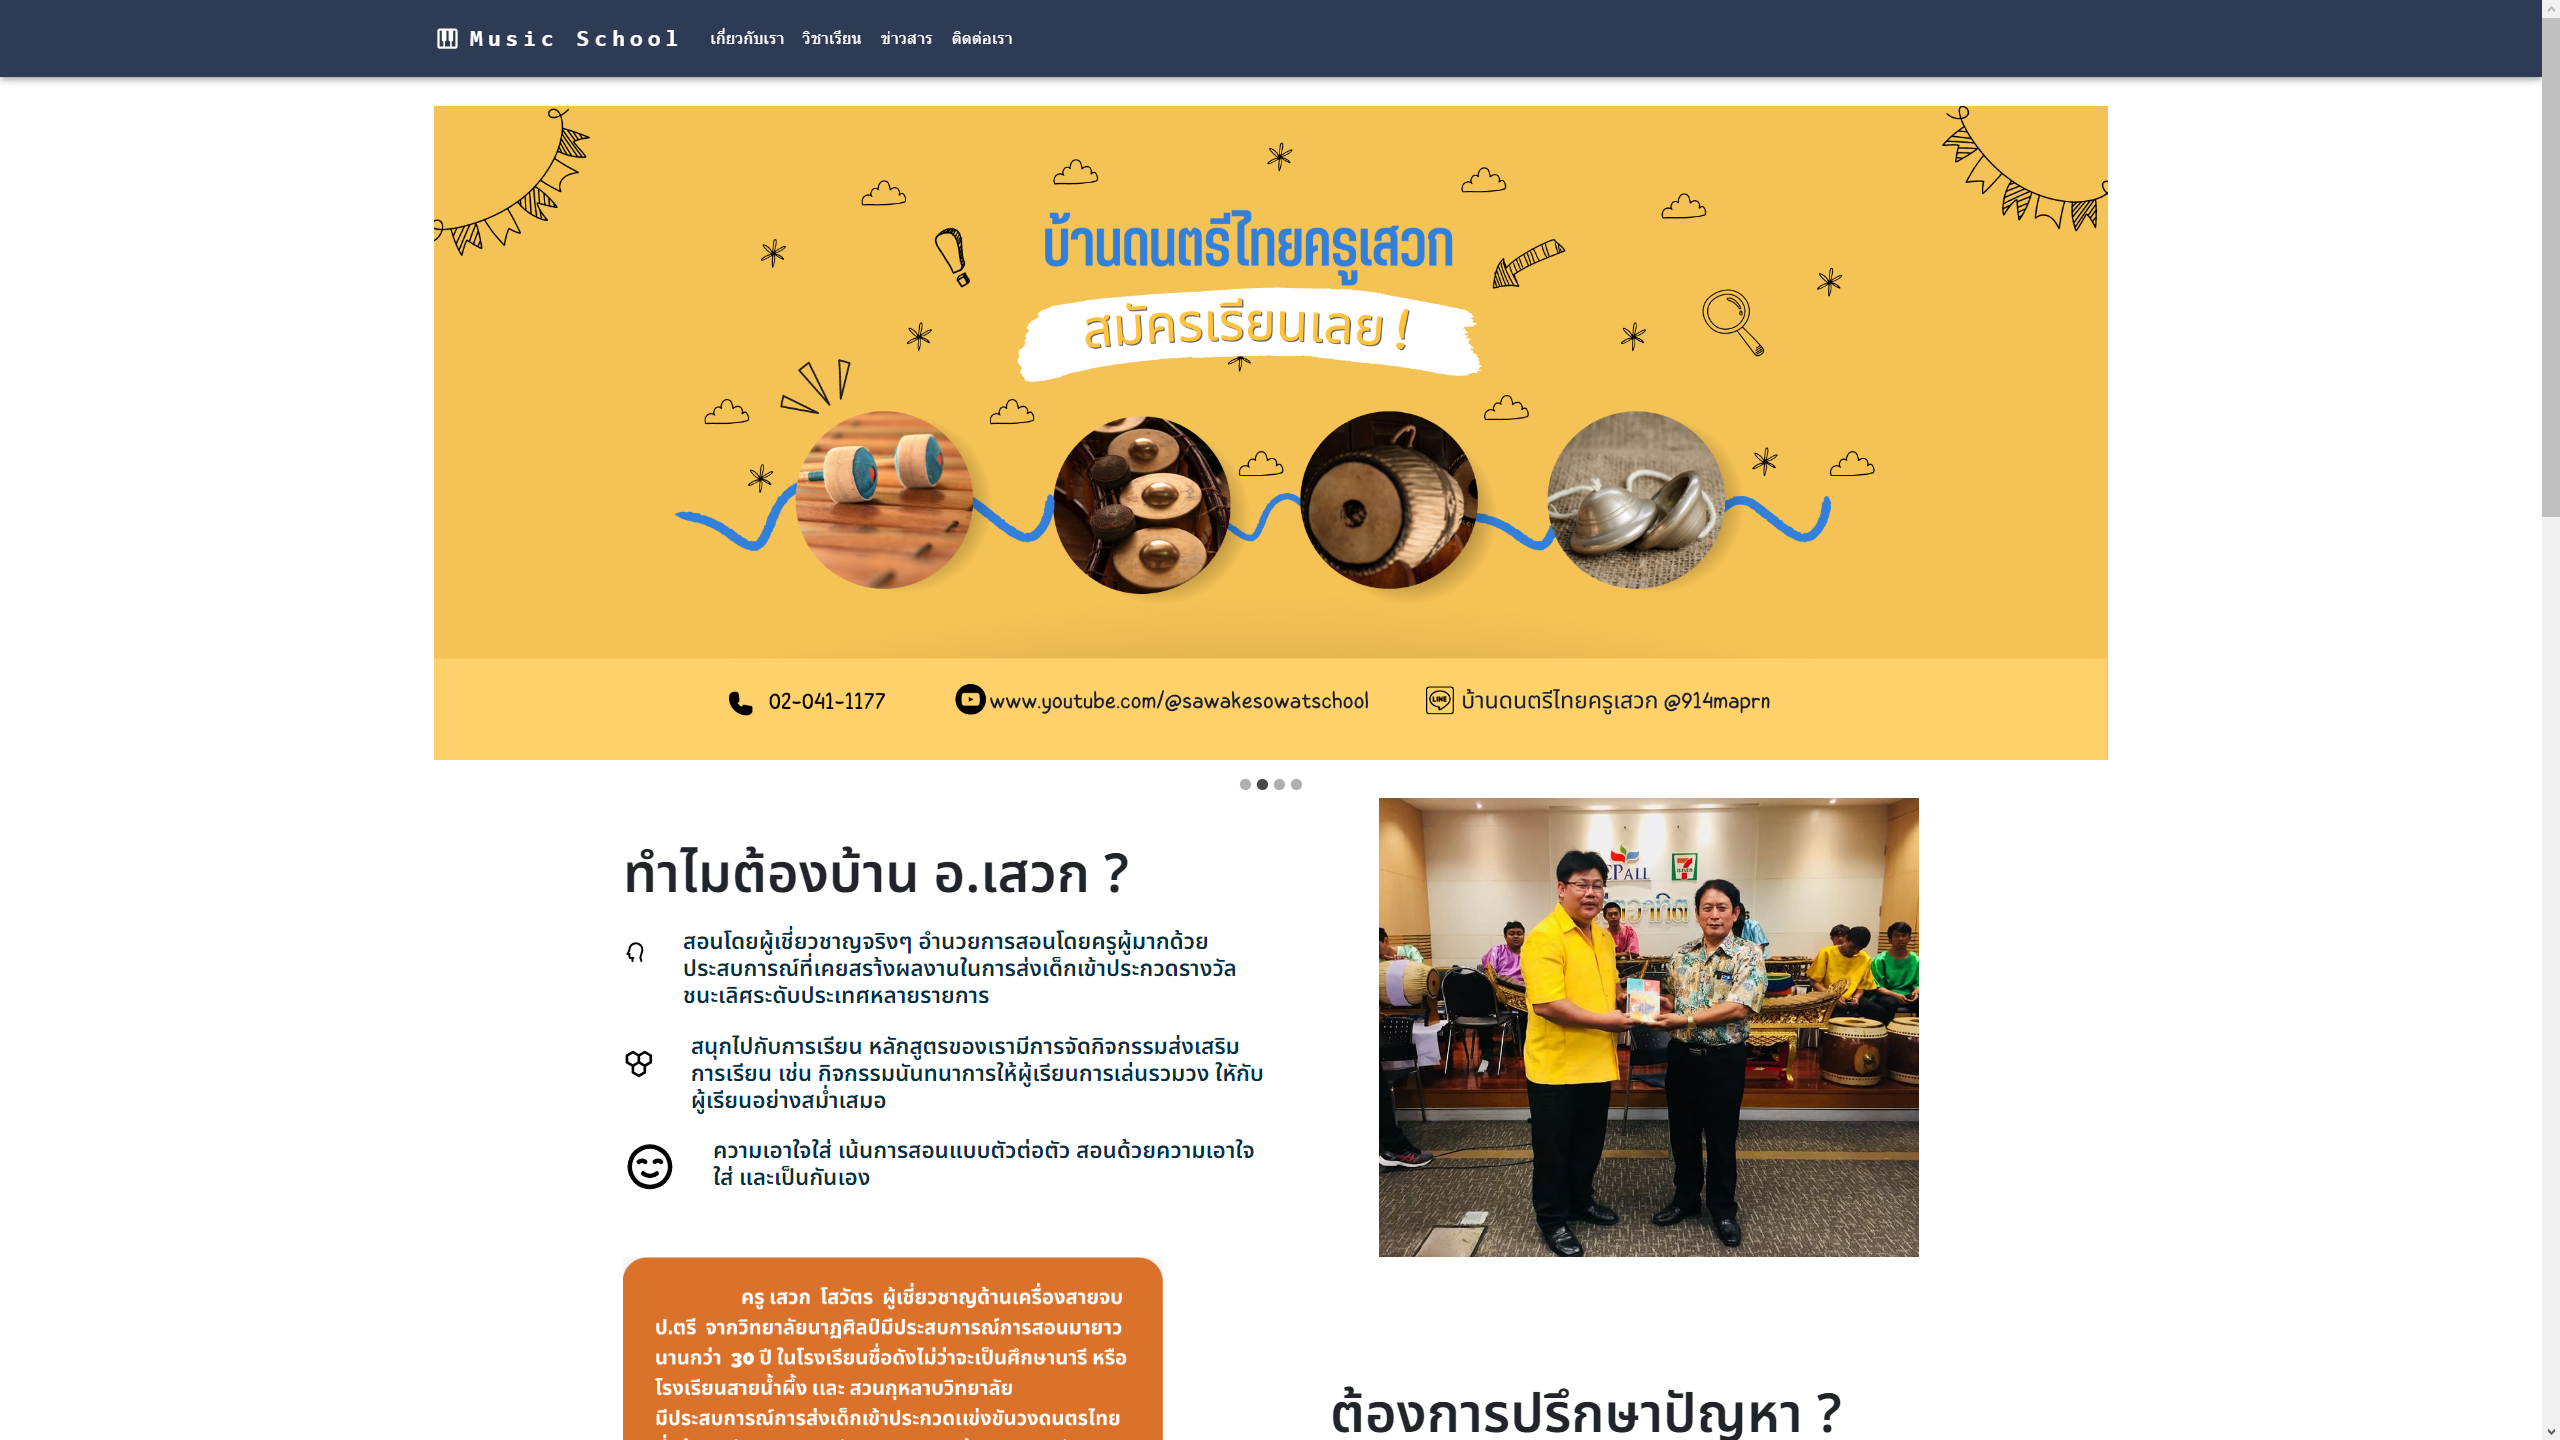 Music School เกี่ยวกับเรา วิชาเรียน ข่าวสาร ติดต่อเรา
บ้านดนตรีไทยครูเสวก
สมัครเรียนเลย !
02-041-1177 www.youtube.com/@sawakesowatschool LINE บ้านดนตรีไทยครูเสวก @914maprn
ทำไมต้องบ้าน อ.เสวก ?
สอนโดยผู้เชี่ยวชาญจริงๆ อำนวยการสอนโดยครูผู้มากด้วย
ประสบการณ์ที่เคยสร้างผลงานในการส่งเด็กเข้าประกวดรางวัล
ชนะเลิศระดับประเทศหลายรายการ
สนุกไปกับการเรียน หลักสูตรของเรามีการจัดกิจกรรมส่งเสริม
การเรียน เช่น กิจกรรมนันทนาการให้ผู้เรียนการเล่นรวมวง ให้กับ
ผู้เรียนอย่างสม่ำเสมอ
ความเอาใจใส่ เน้นการสอนแบบตัวต่อตัว สอนด้วยความเอาใจ
ใส่ และเป็นกันเอง
CPALL
ครู เสวก โสวัตร ผู้เชี่ยวชาญด้านเครื่องสายจบ
ป.ตรี จากวิทยาลัยนาฏศิลป์มีประสบการณ์การสอนมายาว
นานกว่า 30 ปี ในโรงเรียนชื่อดังไม่ว่าจะเป็นศึกษานารี หรือ
โรงเรียนสายน้ำผึ้ง และ สวนกุหลาบวิทยาลัย
มีประสบการณ์การส่งเด็กเข้าประกวดแข่งขันวงดนตรไทย
ต้องการปรึกษาปัญหา ?